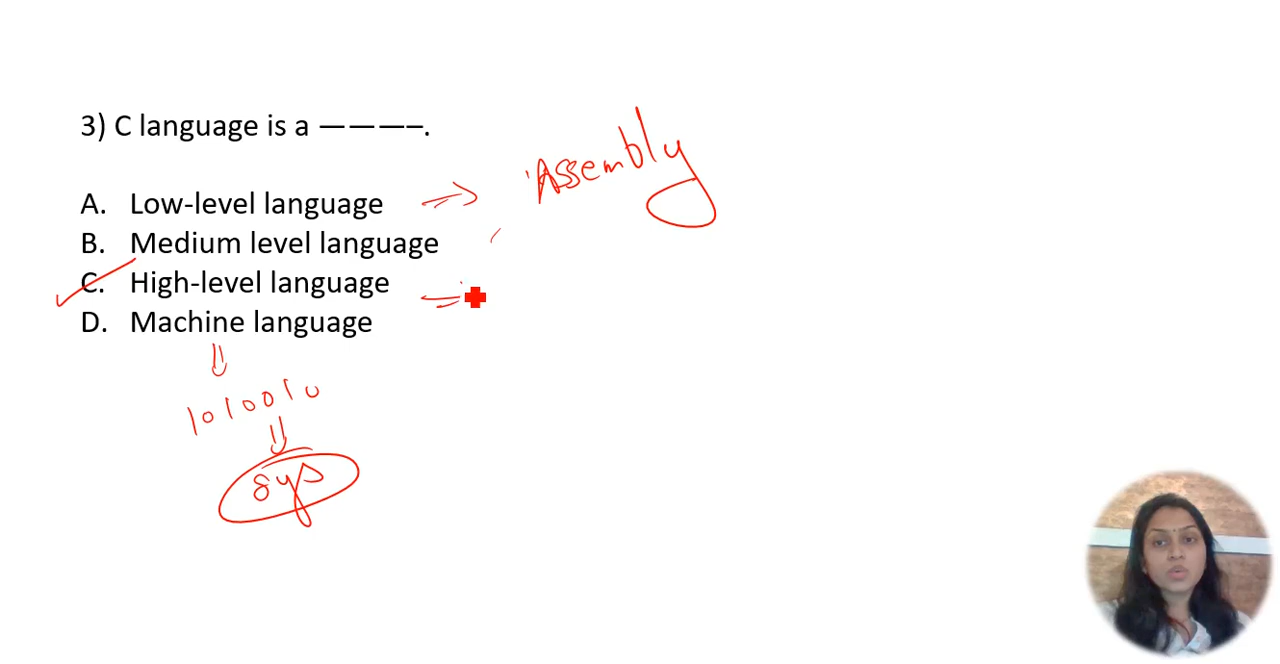 3) C language is a ————.
Assembly
A. Low-level language
B. Medium level language
C. High-level language
D. Machine language
1010010
sys